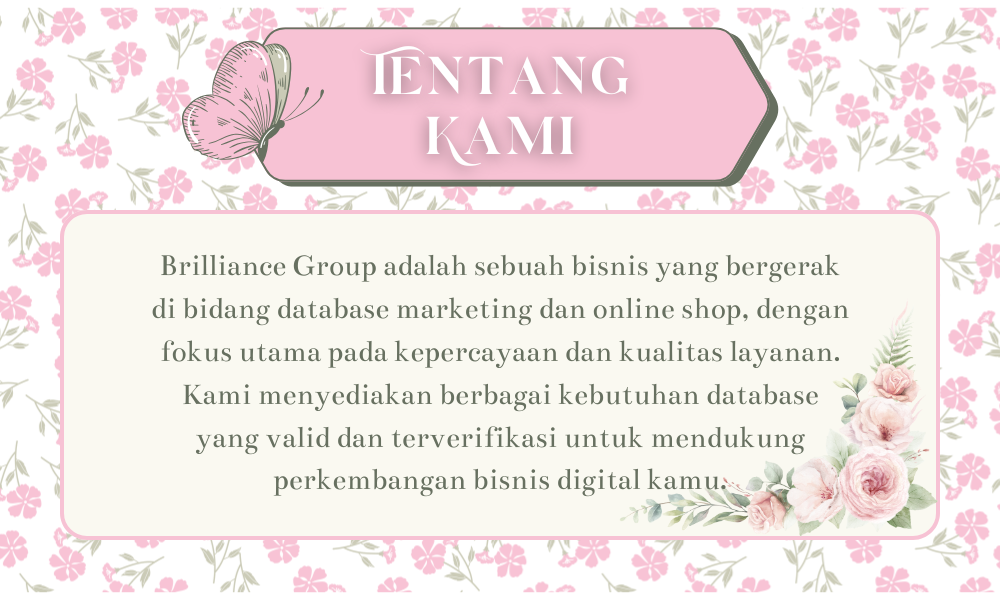 TENTANG
KAMI
Brilliance Group adalah sebuah bisnis yang bergerak
di bidang database marketing dan online shop, dengan
fokus utama pada kepercayaan dan kualitas layanan.
Kami menyediakan berbagai kebutuhan database
yang valid dan terverifikasi untuk mendukung
perkembangan bisnis digital kamu.